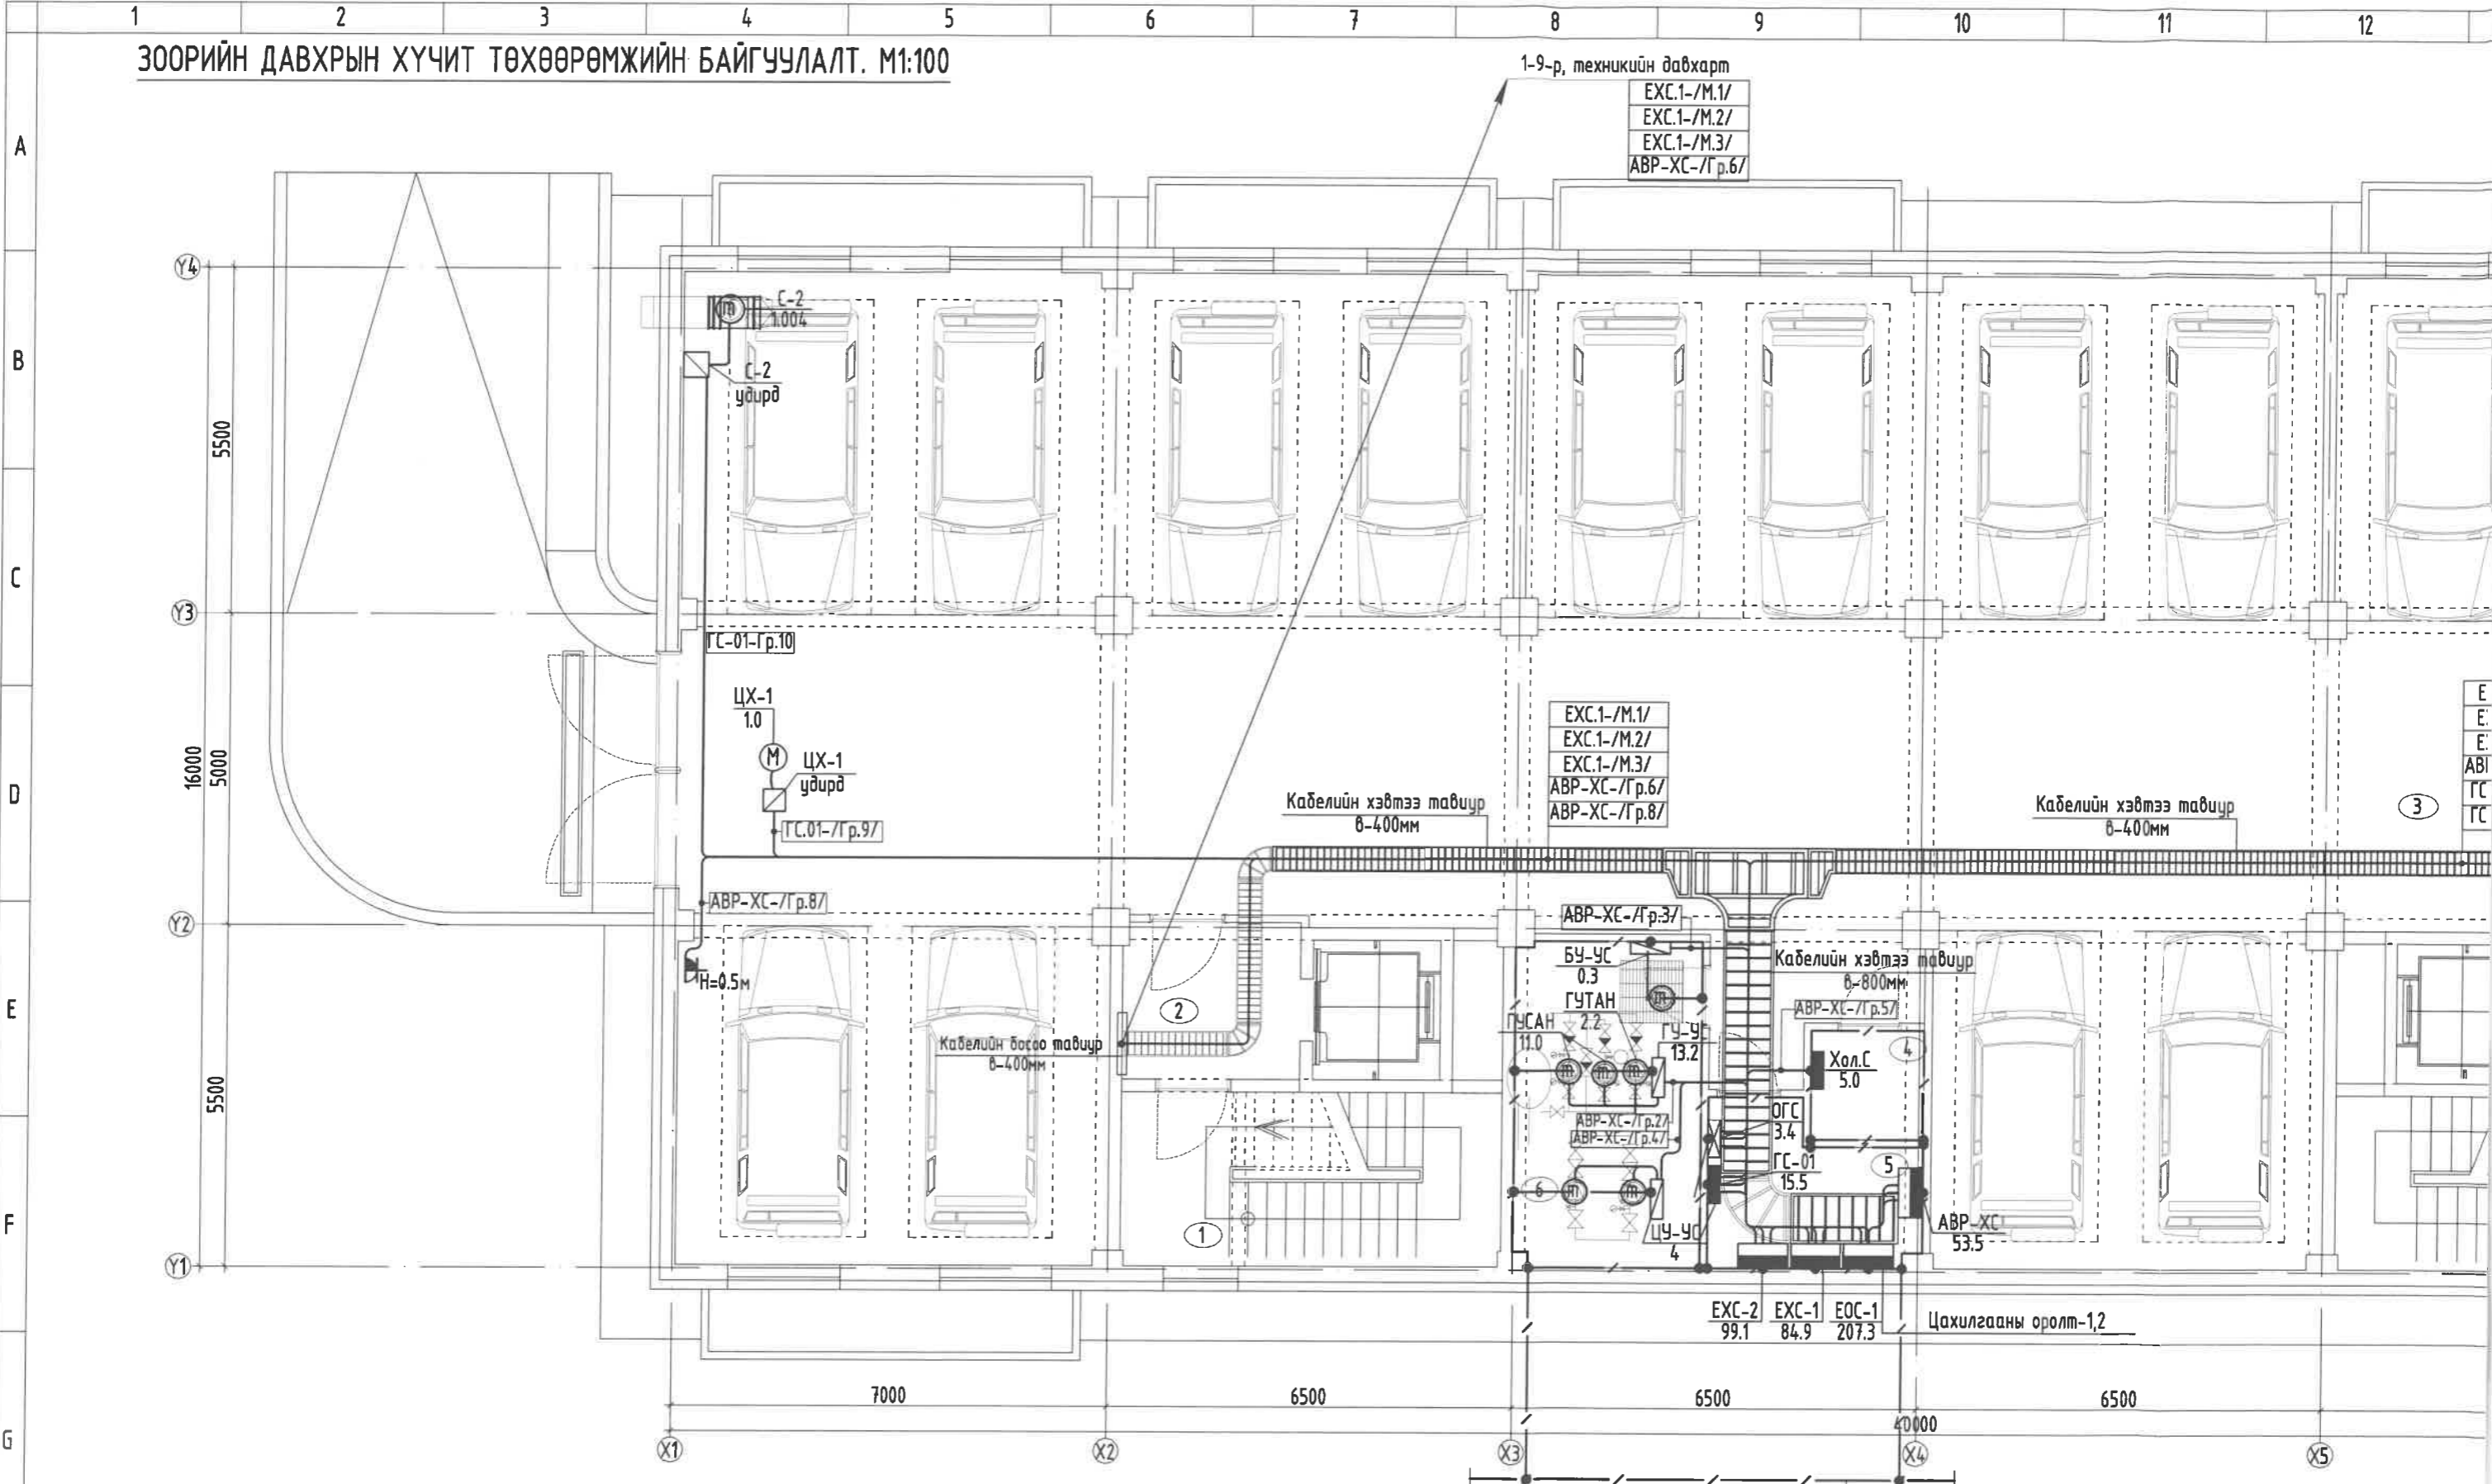 1 2 3 4 5 6 7 8 9 10 11 12
ЗООРИЙН ДАВХРЫН ХҮЧИТ ТӨХӨӨРӨМЖИЙН БАЙГУУЛАЛТ. М1:100
1-9-р, техникийн давхарт
ЕХС.1-/М.1/
ЕХС.1-/М.2/
ЕХС.1-/М.3/
АВР-ХС-/Гр.6/
A
B
C
D
E
F
G
Y4
Y3
Y2
Y1
5500
5000
16000
5500
С-2
1.004
С-2
удирд
ГС-01-Гр.10
ЦХ-1
1.0
М
ЦХ-1
удирд
ГС.01-/Гр.9/
АВР-ХС-/Гр.8/
Н=0.5м
Кабелийн хэвтээ тавиур
в-400мм
ЕХС.1-/М.1/
ЕХС.1-/М.2/
ЕХС.1-/М.3/
АВР-ХС-/Гр.6/
АВР-ХС-/Гр.8/
Кабелийн хэвтээ тавиур
в-400мм
3
Е
Е
Е
АВ
ГС
ГС
Кабелийн босоо тавиур
в-400мм
2
1
АВР-ХС-/Гр.3/
БУ-УС
0.3
ГУТАН
2.2
ГУСАН
11.0
ГУ-УС
13.2
m
m
m
m
m
m
m
АВР-ХС-/Гр.2/
АВР-ХС-/Гр.4/
6
ЦУ-УС
4
Кабелийн хэвтээ тавиур
в-800мм
АВР-ХС-/Гр.5/
4
Хол.С
5.0
ОГС
3.4
ГС-01
15.5
5
АВР-ХС
53.5
ЕХС-2
99.1
ЕХС-1
84.9
ЕОС-1
207.3
Цахилгааны оролт-1,2
7000 6500 6500 6500
40000
X1 X2 X3 X4 X5